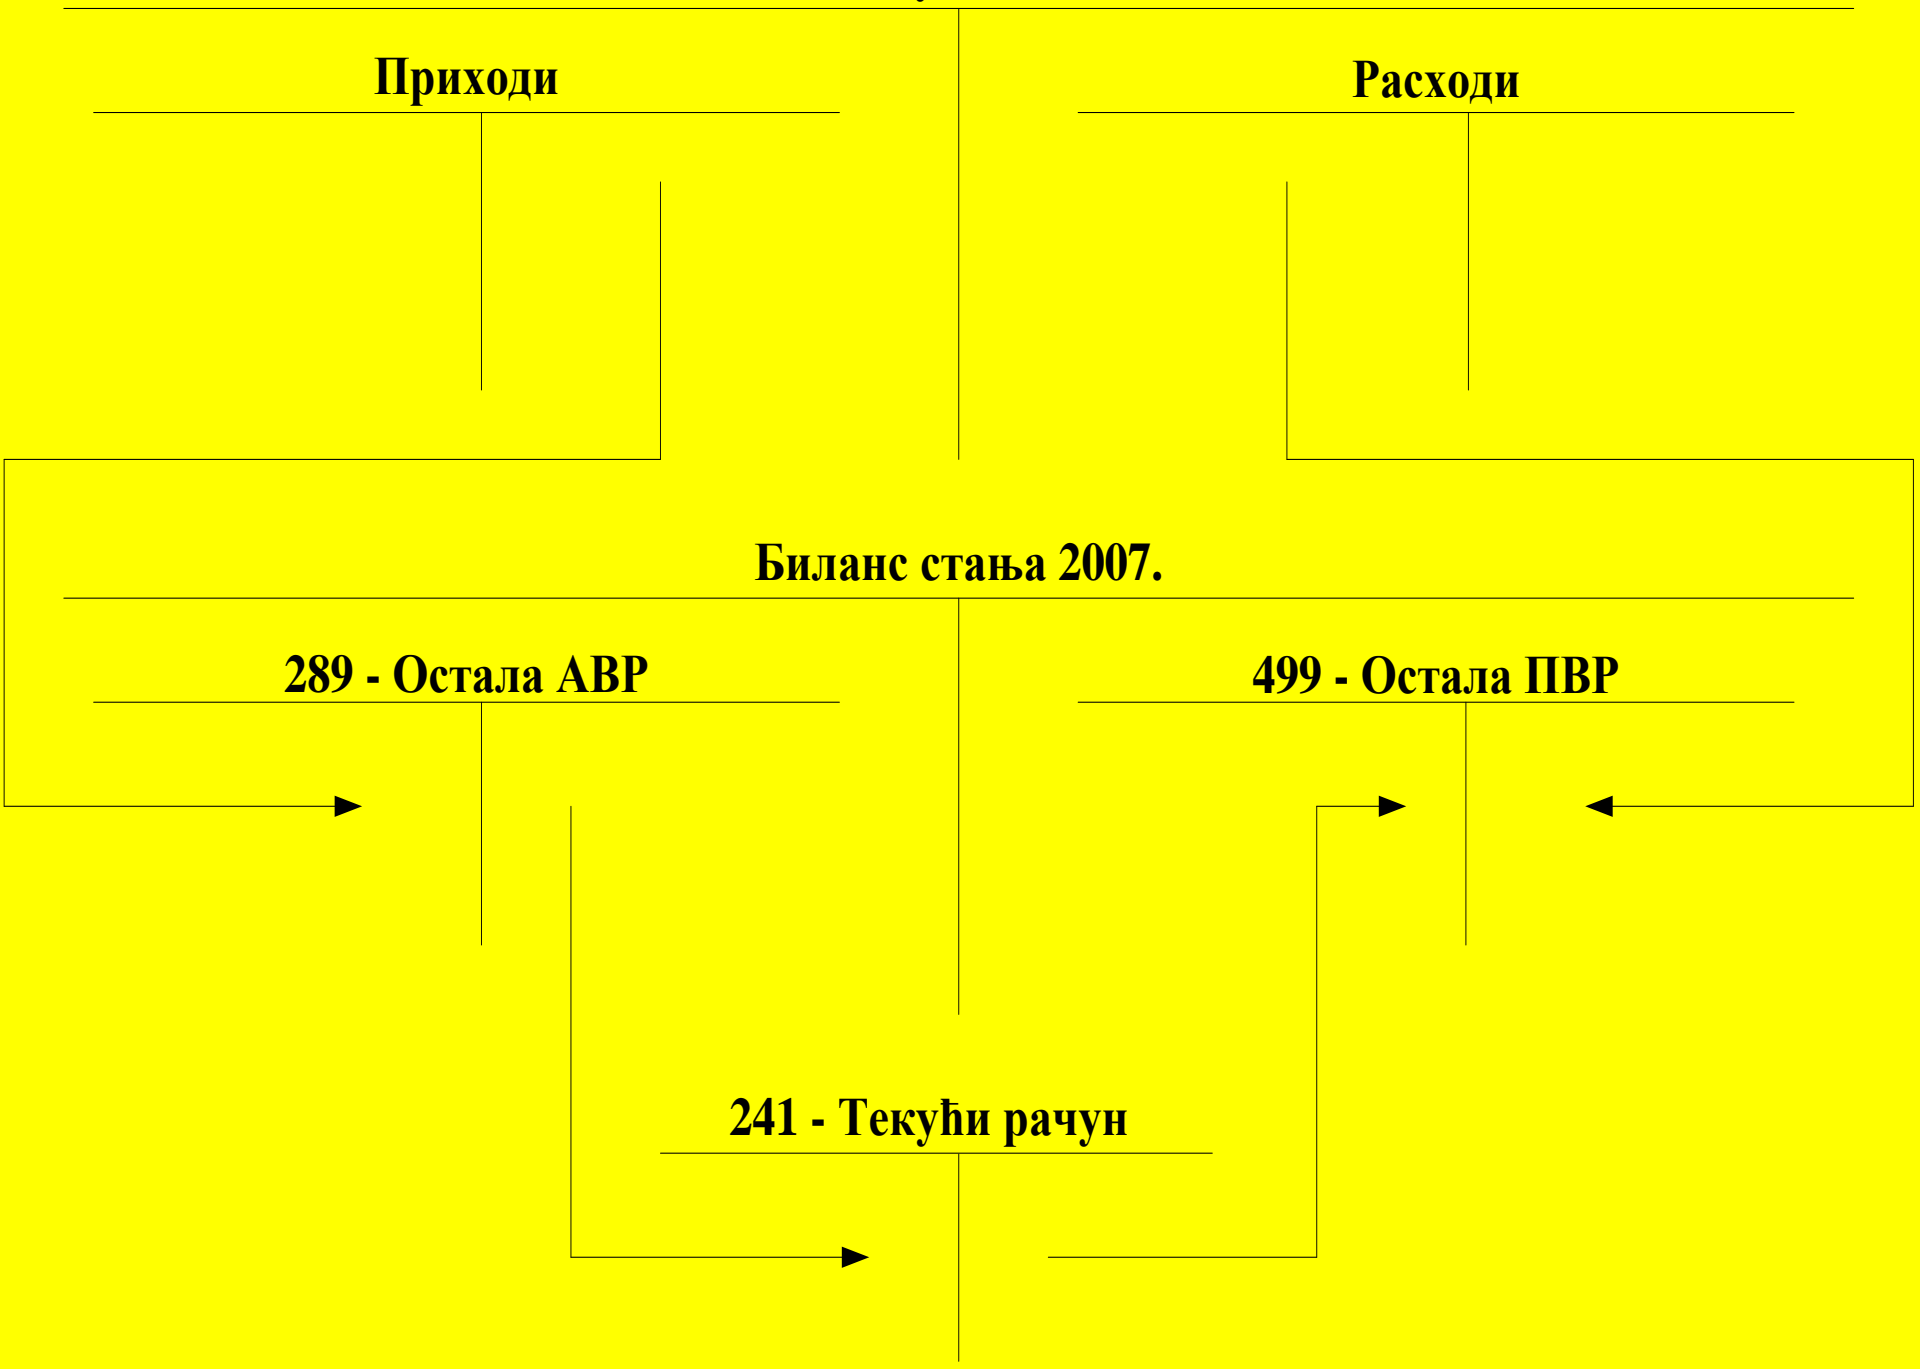 Приходи
Расходи
Биланс стања 2007.
289 - Остала АВР
499 - Остала ПВР
241 - Текући рачун